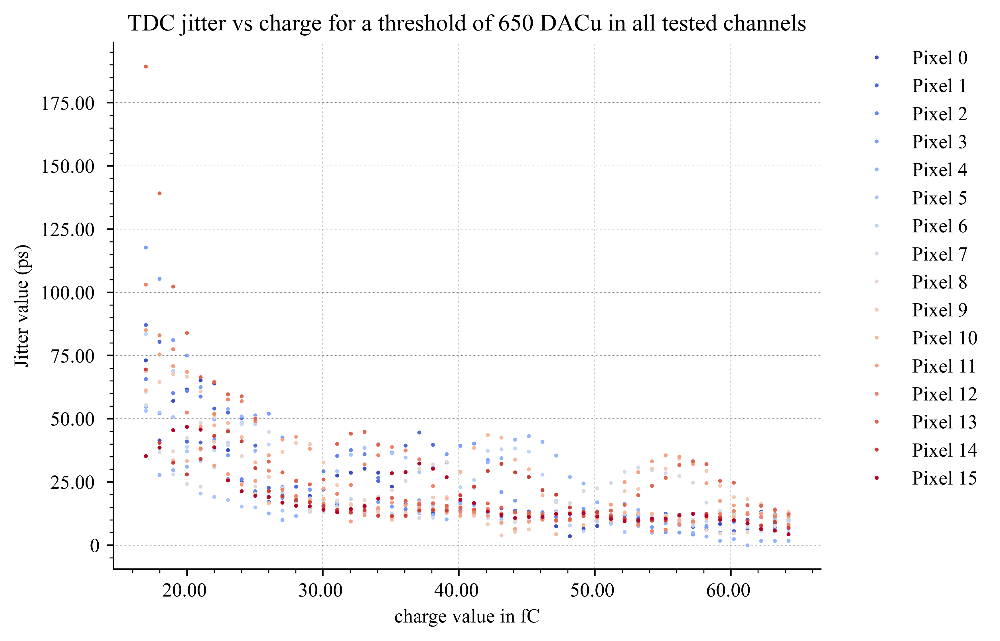 TDC jitter vs charge for a threshold of 650 DACu in all tested channels
Jitter value (ps)
175.00
150.00
125.00
100.00
75.00
50.00
25.00
0
20.00 30.00 40.00 50.00 60.00
charge value in fC
Pixel 0
Pixel 1
Pixel 2
Pixel 3
Pixel 4
Pixel 5
Pixel 6
Pixel 7
Pixel 8
Pixel 9
Pixel 10
Pixel 11
Pixel 12
Pixel 13
Pixel 14
Pixel 15